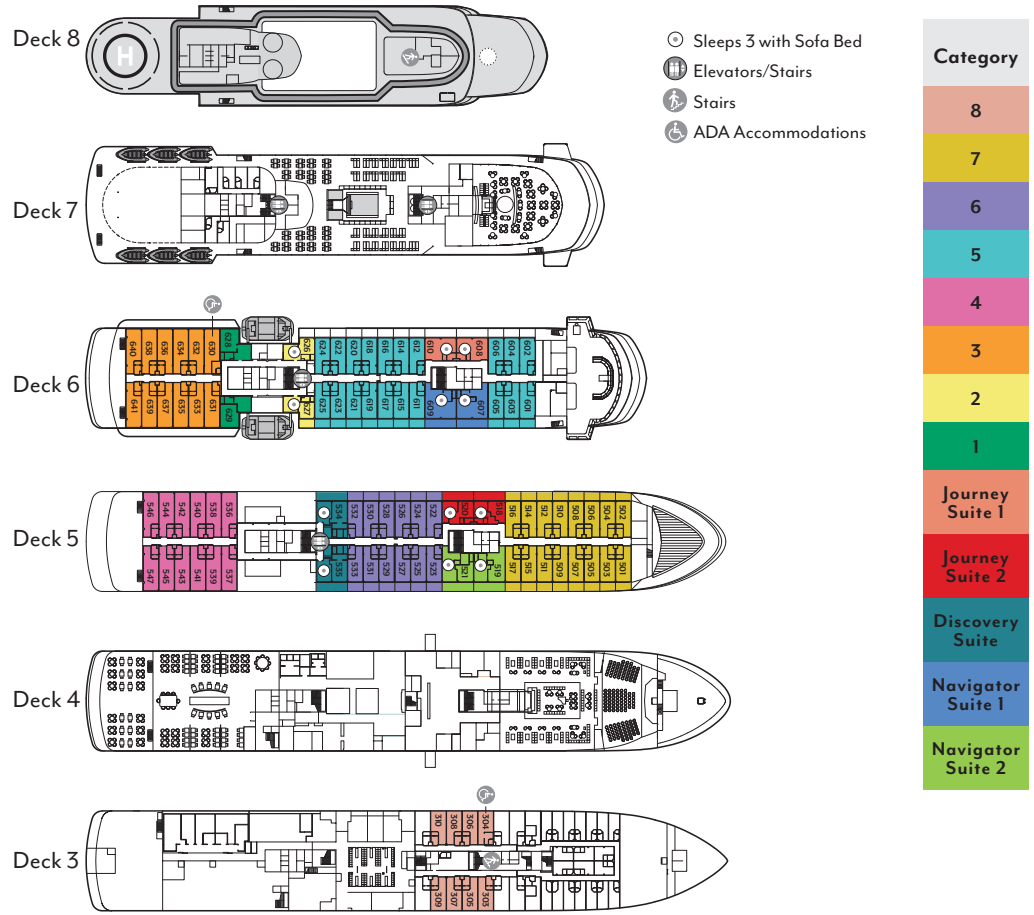 Deck 8
H
Sleeps 3 with Sofa Bed
Elevators/Stairs
Stairs
ADA Accommodations
Category
8
7
6
5
4
3
2
1
Journey
Suite 1
Journey
Suite 2
Discovery
Suite
Navigator
Suite 1
Navigator
Suite 2
Deck 7
Deck 6
640 638 636 634 632 630 628 626 624 622 620 618 616 614 612 610 608 606 604 602
641 639 637 635 633 631 629 627 625 623 621 619 617 615 611 609 607 605 603 601
Deck 5
546 544 542 540 538 536 534 532 530 528 526 524 522 520 518 516 514 512 510 508 506 504 502
547 545 543 541 539 537 535 533 531 529 527 525 523 521 519 517 515 511 509 507 505 503 501
Deck 4
Deck 3
310 308 306 304
309 307 305 303